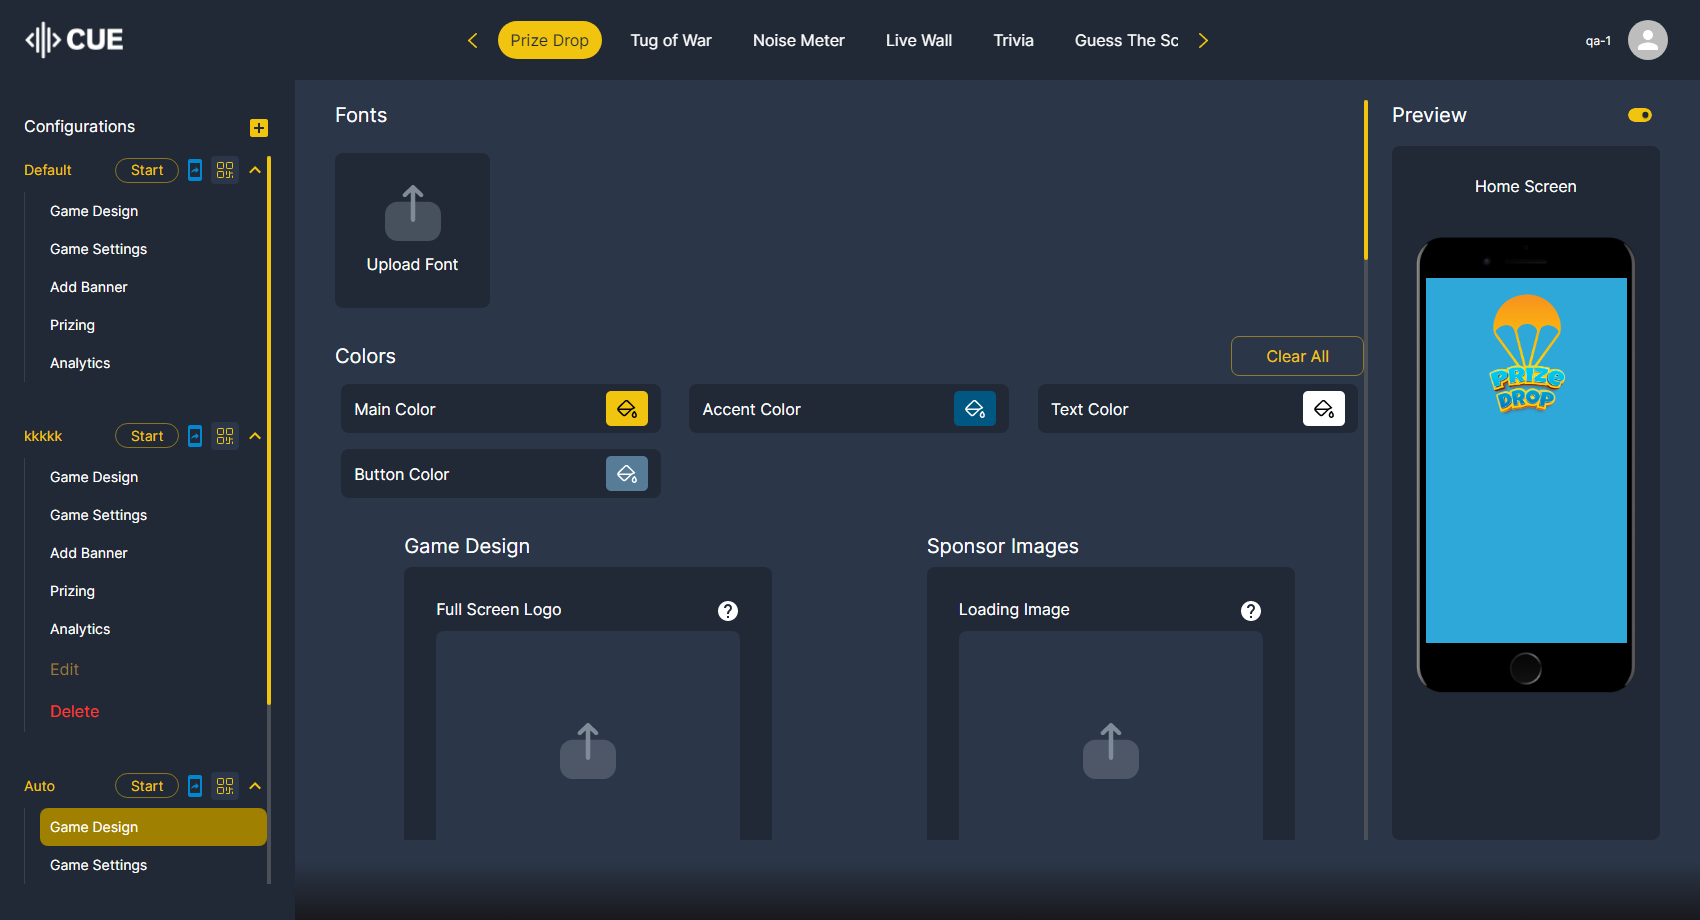 CUE
Prize Drop
Tug of War
Noise Meter
Live Wall
Trivia
Guess The Sc
qa-1
Configurations
Default
Start
Game Design
Game Settings
Add Banner
Prizing
Analytics
kkkkk
Start
Game Design
Game Settings
Add Banner
Prizing
Analytics
Edit
Delete
Auto
Start
Game Design
Game Settings
Fonts
Upload Font
Colors
Clear All
Main Color
Accent Color
Text Color
Button Color
Game Design
Full Screen Logo
?
Sponsor Images
Loading Image
?
Preview
Home Screen
PRIZE
DROP